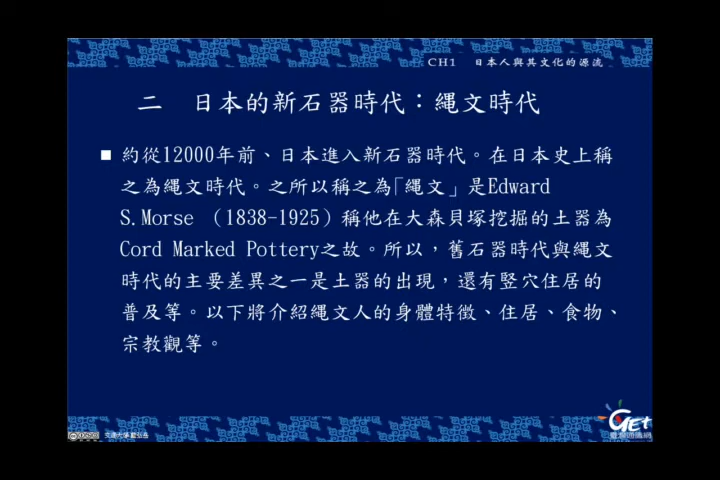 CH1 日本人與其文化的源流
二 日本的新石器時代：繩文時代
■ 約從12000年前、日本進入新石器時代。在日本史上稱
之為繩文時代。之所以稱之為「繩文」是Edward
S.Morse （1838-1925）稱他在大森貝塚挖掘的土器為
Cord Marked Pottery之故。所以，舊石器時代與繩文
時代的主要差異之一是土器的出現，還有竪穴住居的
普及等。以下將介紹繩文人的身體特徵、住居、食物、
宗教觀等。
GEt